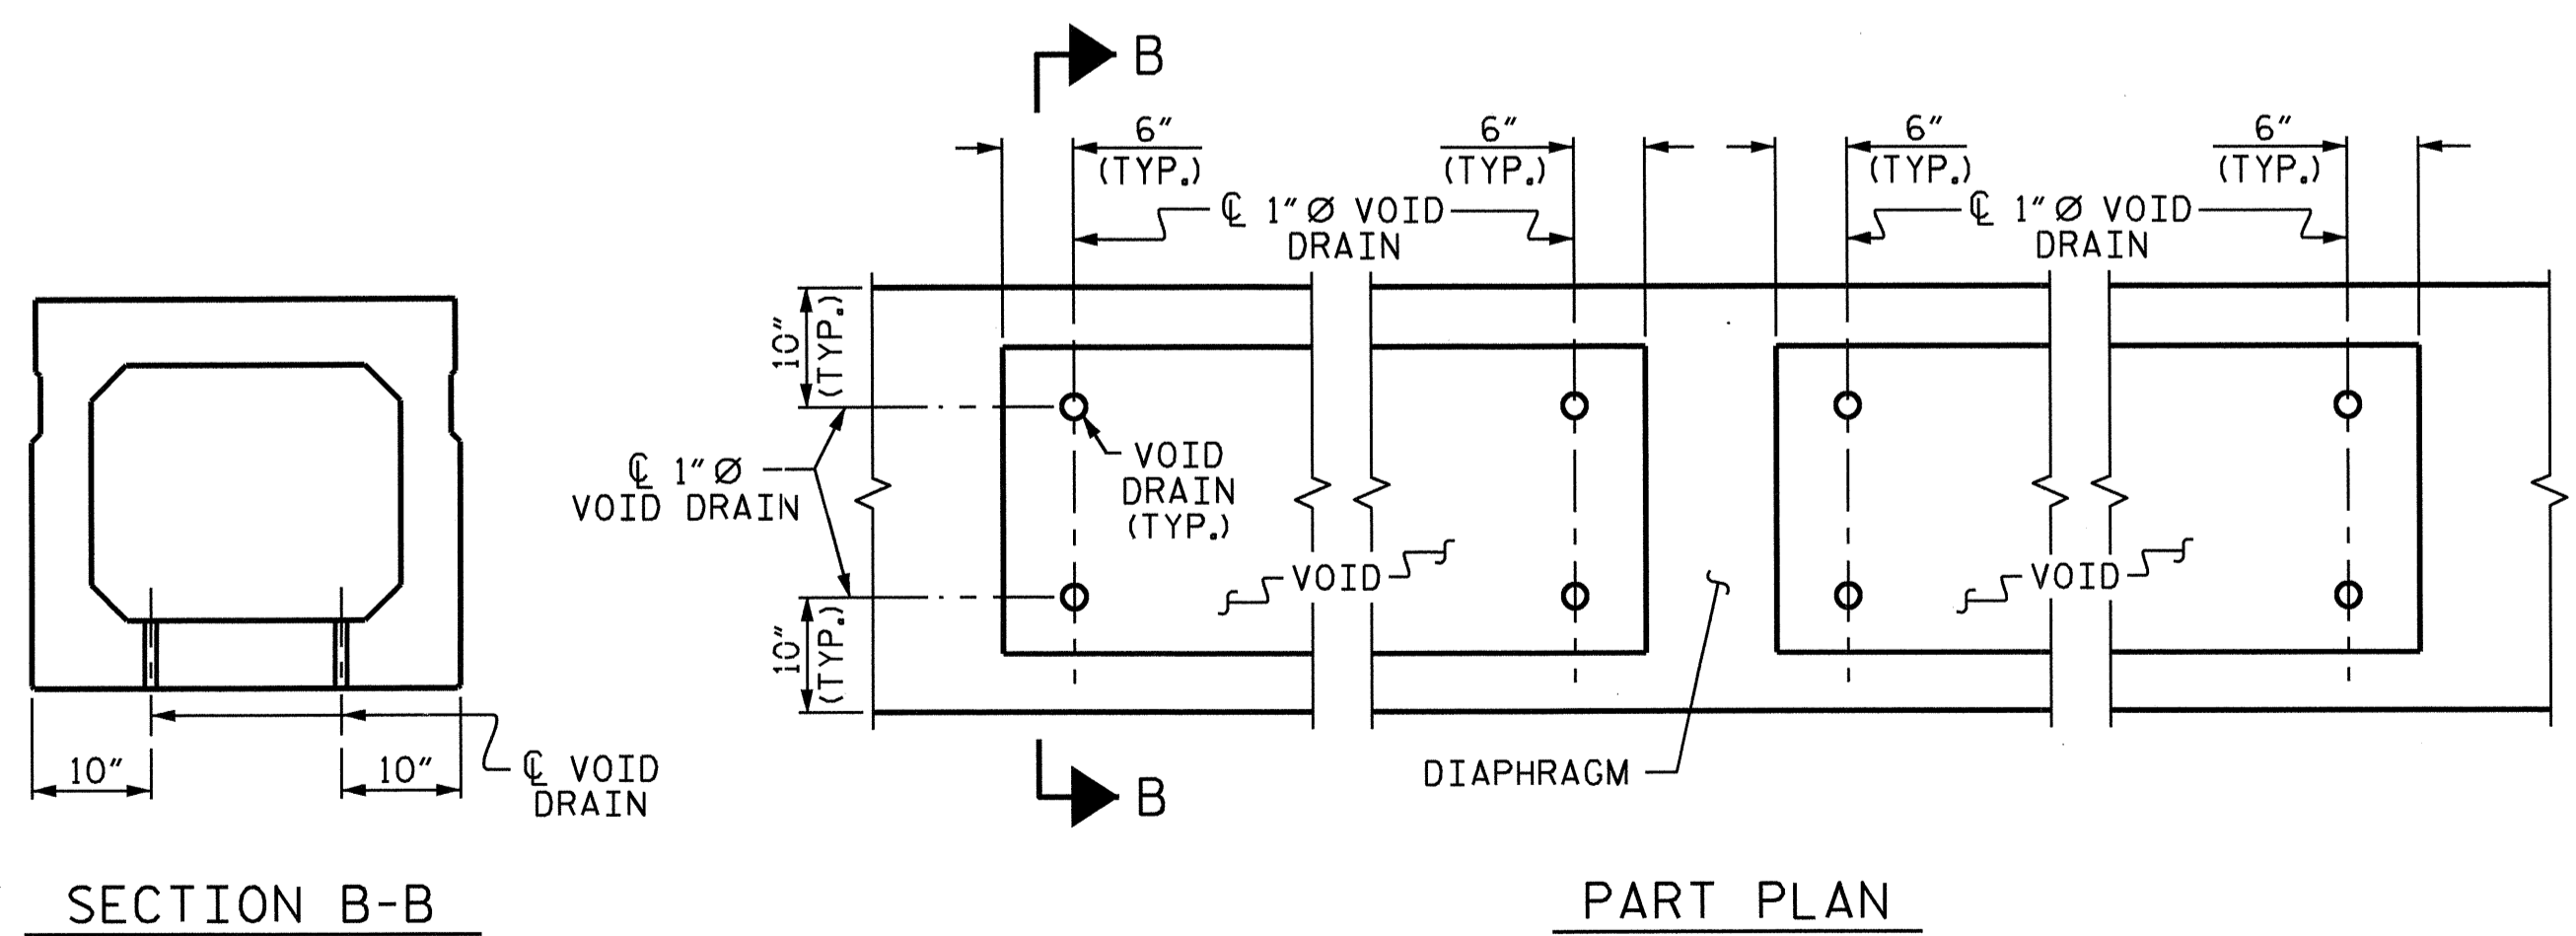 B
6" 6" 6" 6"
(TYP.) (TYP.) (TYP.) (TYP.)
℄ 1"Ø VOID
DRAIN
℄ 1"Ø VOID
DRAIN
10"
(TYP.)
℄ 1"Ø
VOID DRAIN
VOID
DRAIN
(TYP.)
VOID
VOID
10"
(TYP.)
10" 10"
℄ VOID
DRAIN
DIAPHRAGM
B
SECTION B-B
PART PLAN